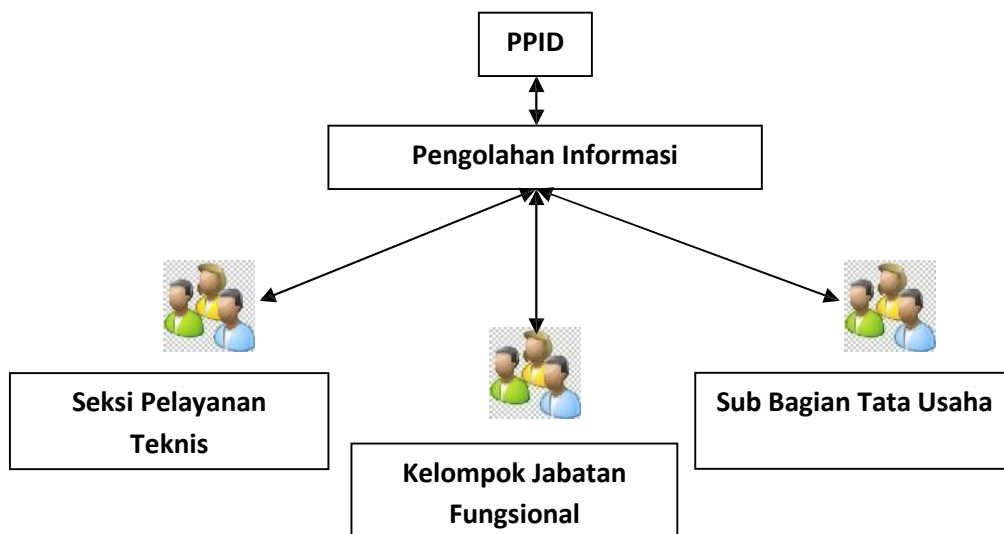 PPID
Pengolahan Informasi
Seksi Pelayanan
Teknis
Sub Bagian Tata Usaha
Kelompok Jabatan
Fungsional